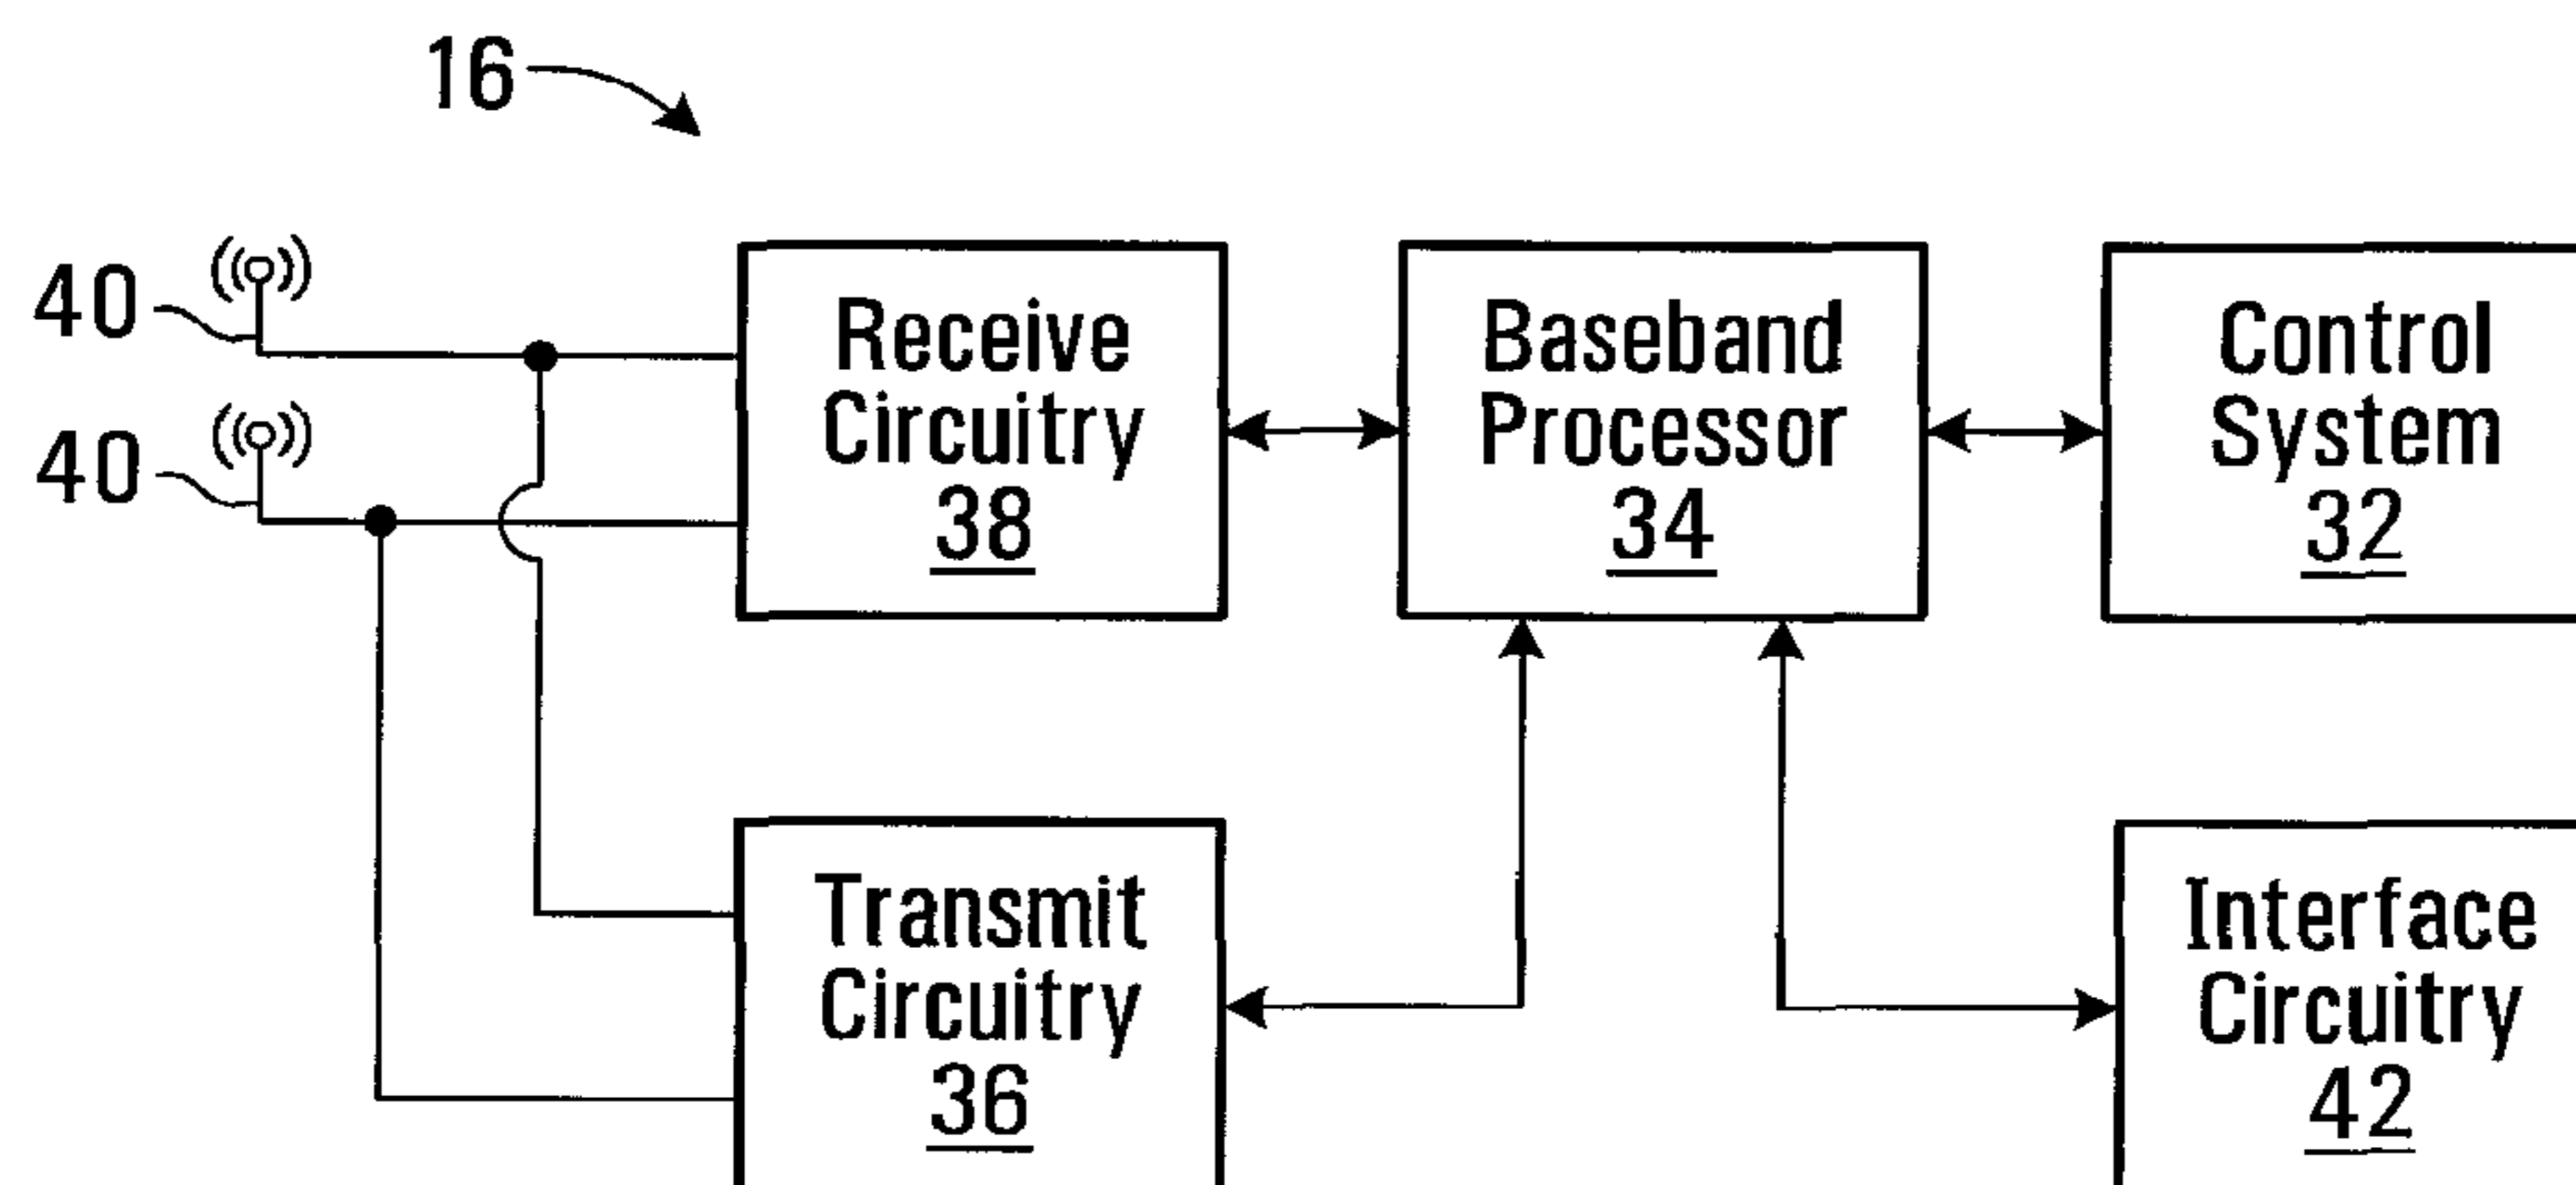 16
40
40
Receive
Circuitry
38
Baseband
Processor
34
Control
System
32
Transmit
Circuitry
36
Interface
Circuitry
42